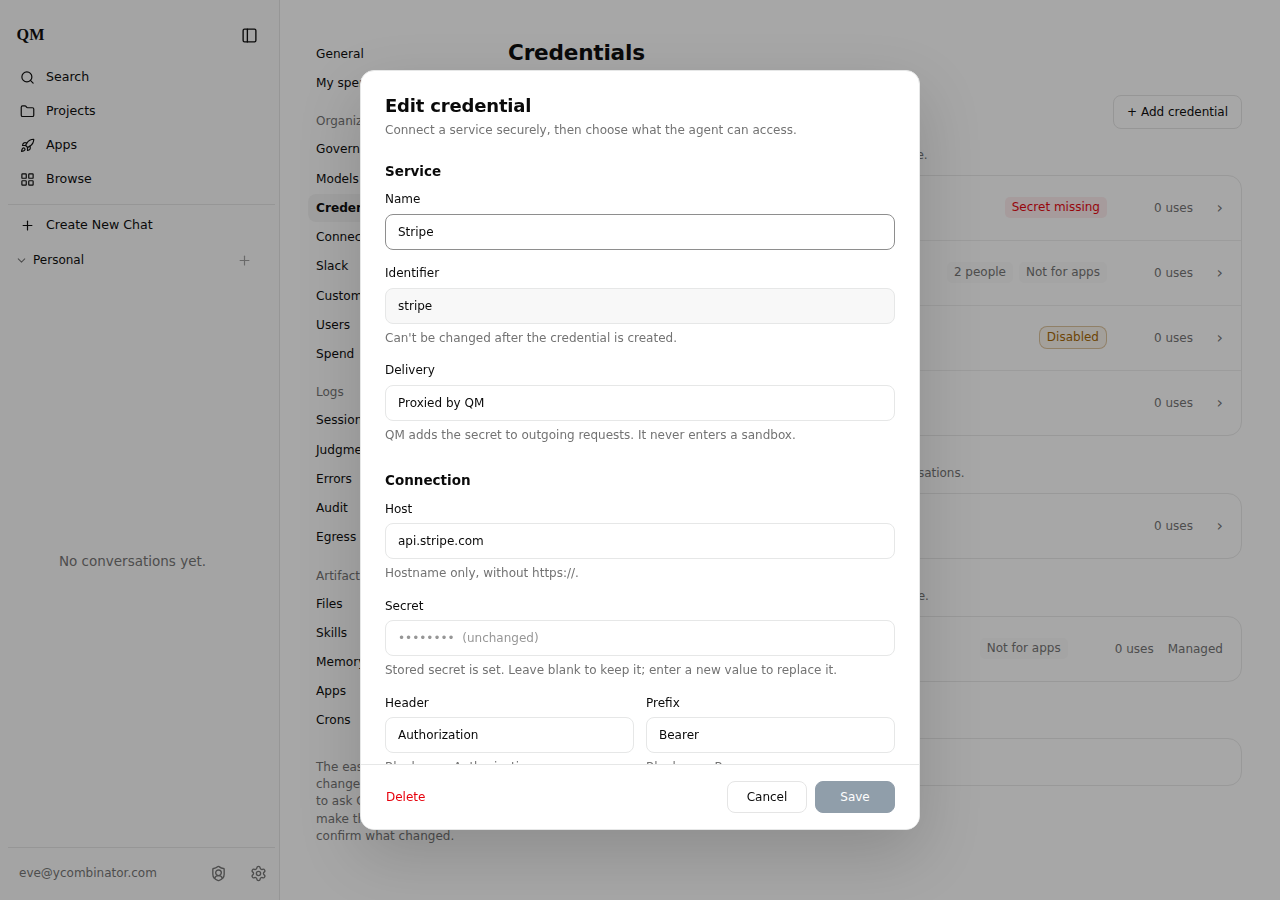 QM
Search
Projects
Apps
Browse
Create New Chat
Personal
No conversations yet.
eve@ycombinator.com
General
My spe
Organiz
Govern
Models
Creden
Connec
Slack
Custom
Users
Spend
Logs
Session
Judgme
Errors
Audit
Egress
Artifact
Files
Skills
Memory
Apps
Crons
The eas
change
to ask
make th
confirm what changed.
Credentials
+ Add credential
e.
Secret missing
0 uses
2 people
Not for apps
0 uses
Disabled
0 uses
0 uses
sations.
0 uses
e.
Not for apps
0 uses
Managed
Edit credential
Connect a service securely, then choose what the agent can access.
Service
Name
Stripe
Identifier
stripe
Can't be changed after the credential is created.
Delivery
Proxied by QM
QM adds the secret to outgoing requests. It never enters a sandbox.
Connection
Host
api.stripe.com
Hostname only, without https://.
Secret
•••••••• (unchanged)
Stored secret is set. Leave blank to keep it; enter a new value to replace it.
Header
Prefix
Authorization
Bearer
Delete
Cancel
Save